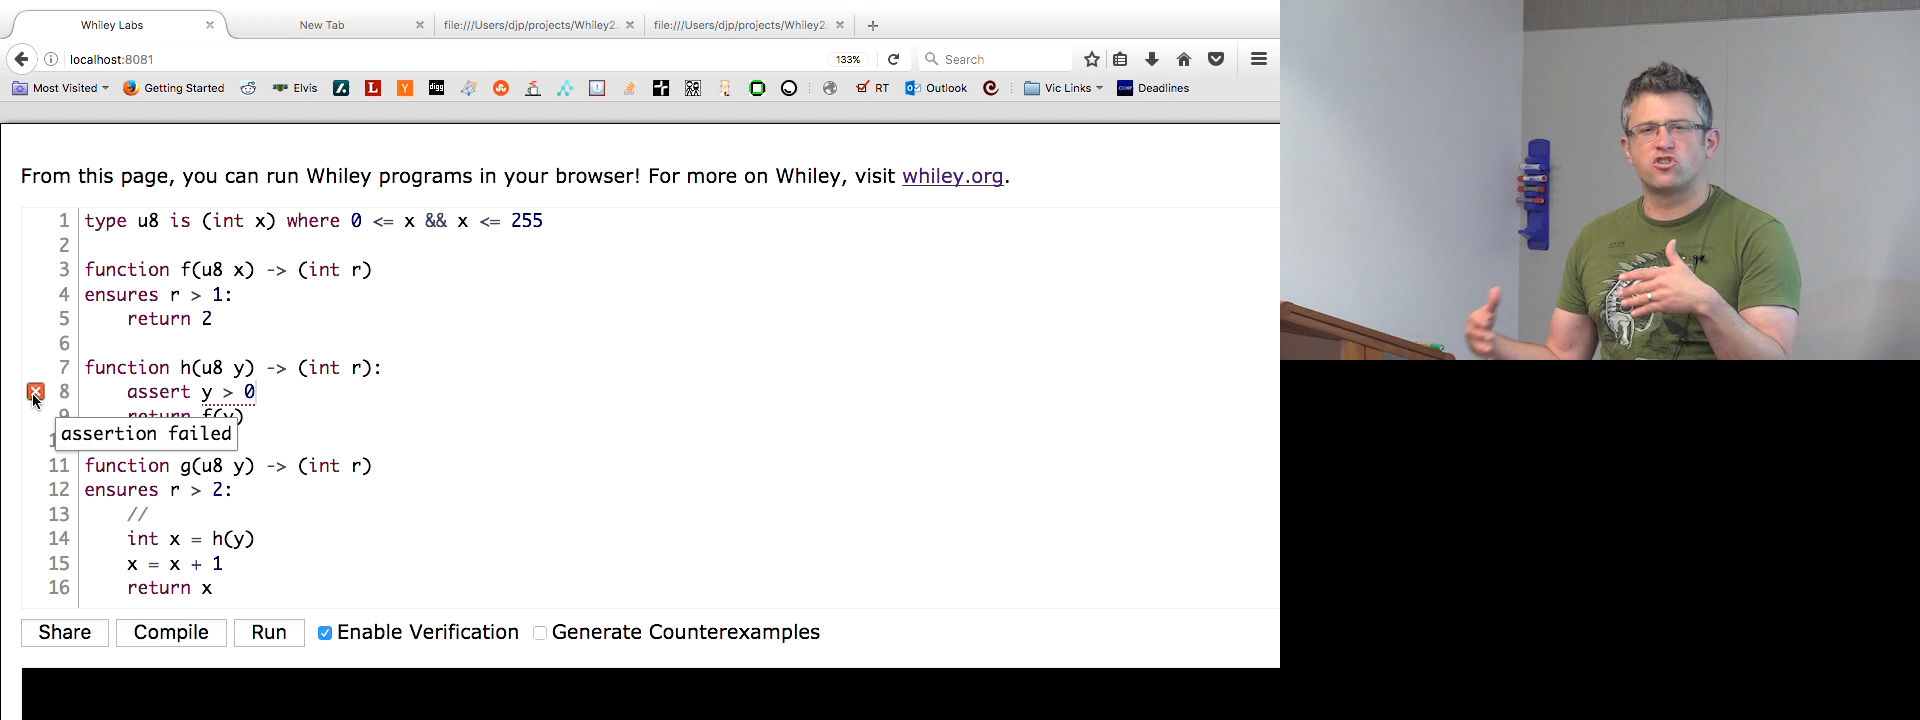 Whiley Labs
New Tab
file:///Users/djp/projects/Whiley2.
file:///Users/djp/projects/Whiley2.
localhost:8081
133%
Search
Most Visited
Getting Started
Elvis
digg
RT
Outlook
Vic Links
Deadlines
From this page, you can run Whiley programs in your browser! For more on Whiley, visit whiley.org.
1 type u8 is (int x) where 0 <= x && x <= 255
2
3 function f(u8 x) -> (int r)
4 ensures r > 1:
5 return 2
6
7 function h(u8 y) -> (int r):
8 assert y > 0
9 return f(y)
assertion failed
11 function g(u8 y) -> (int r)
12 ensures r > 2:
13 //
14 int x = h(y)
15 x = x + 1
16 return x
Share Compile Run Enable Verification Generate Counterexamples